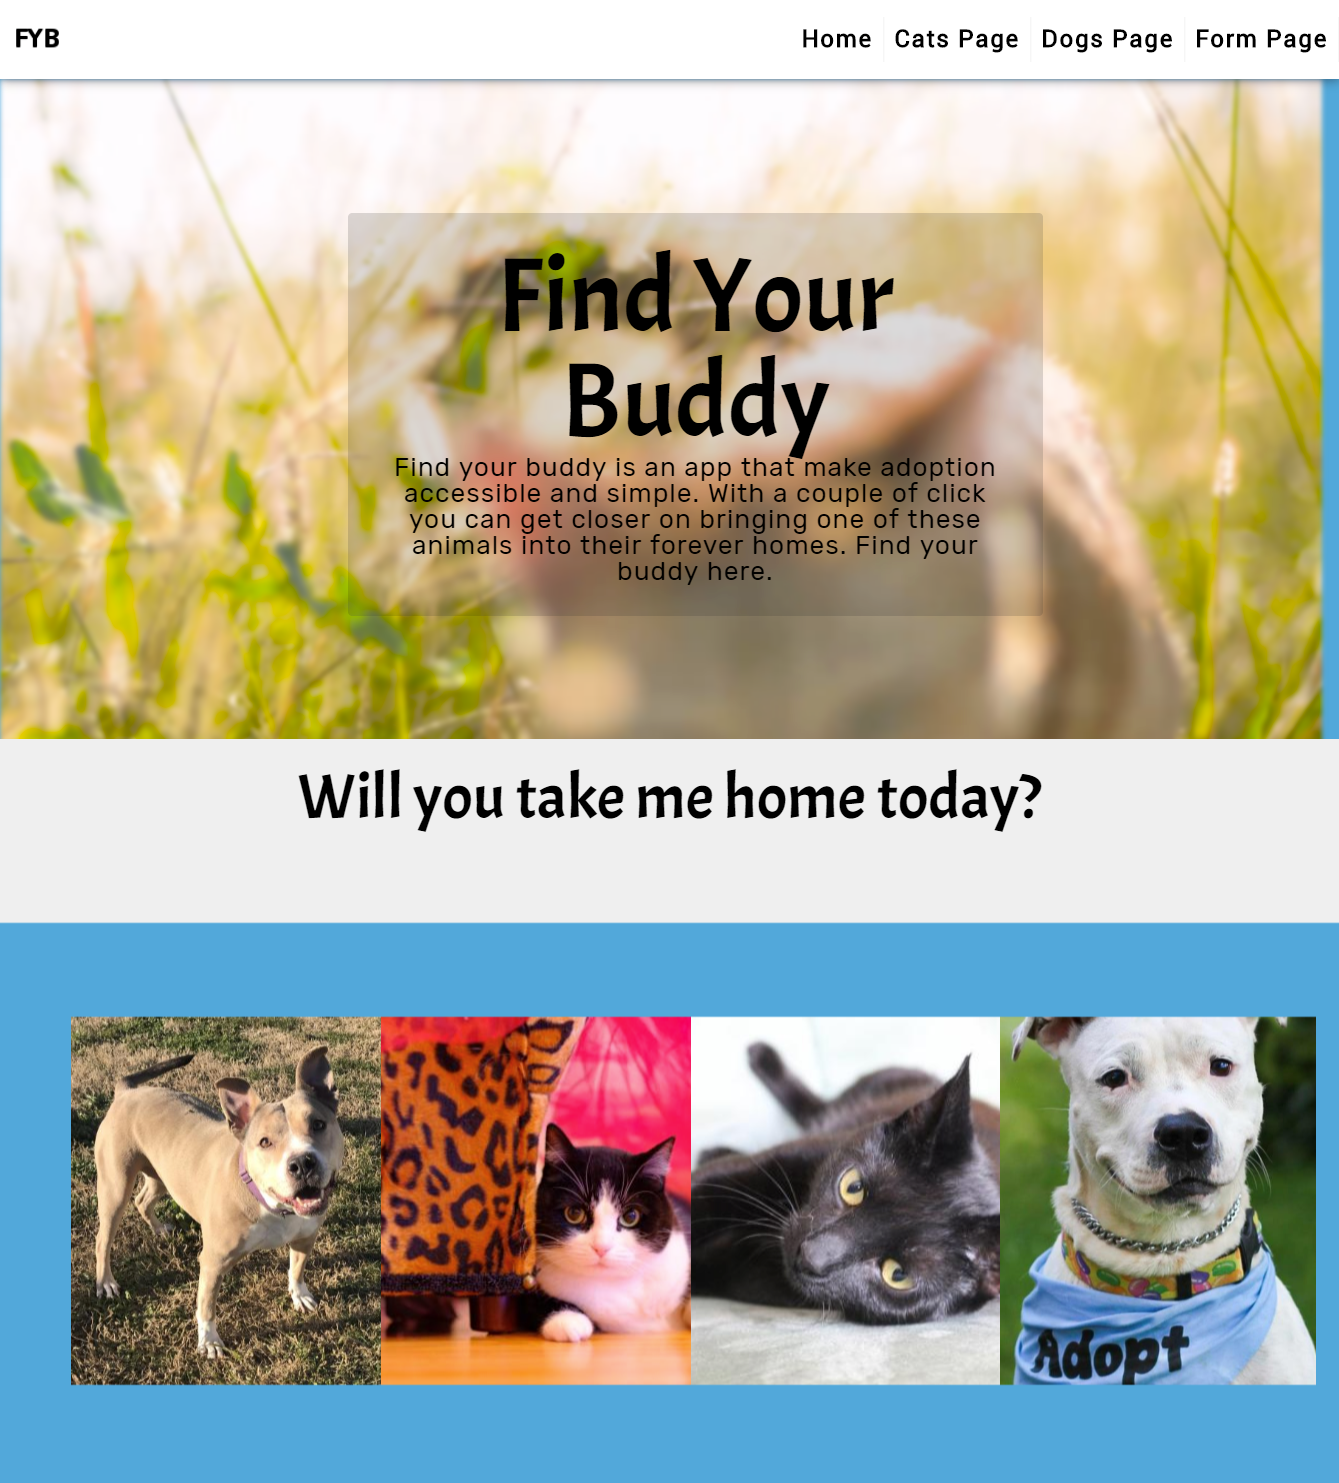 FYB
Home Cats Page Dogs Page Form Page
Find Your
Buddy
Find your buddy is an app that make adoption
accessible and simple. With a couple of click
you can get closer on bringing one of these
animals into their forever homes. Find your
buddy here.
Will you take me home today?
Adopt